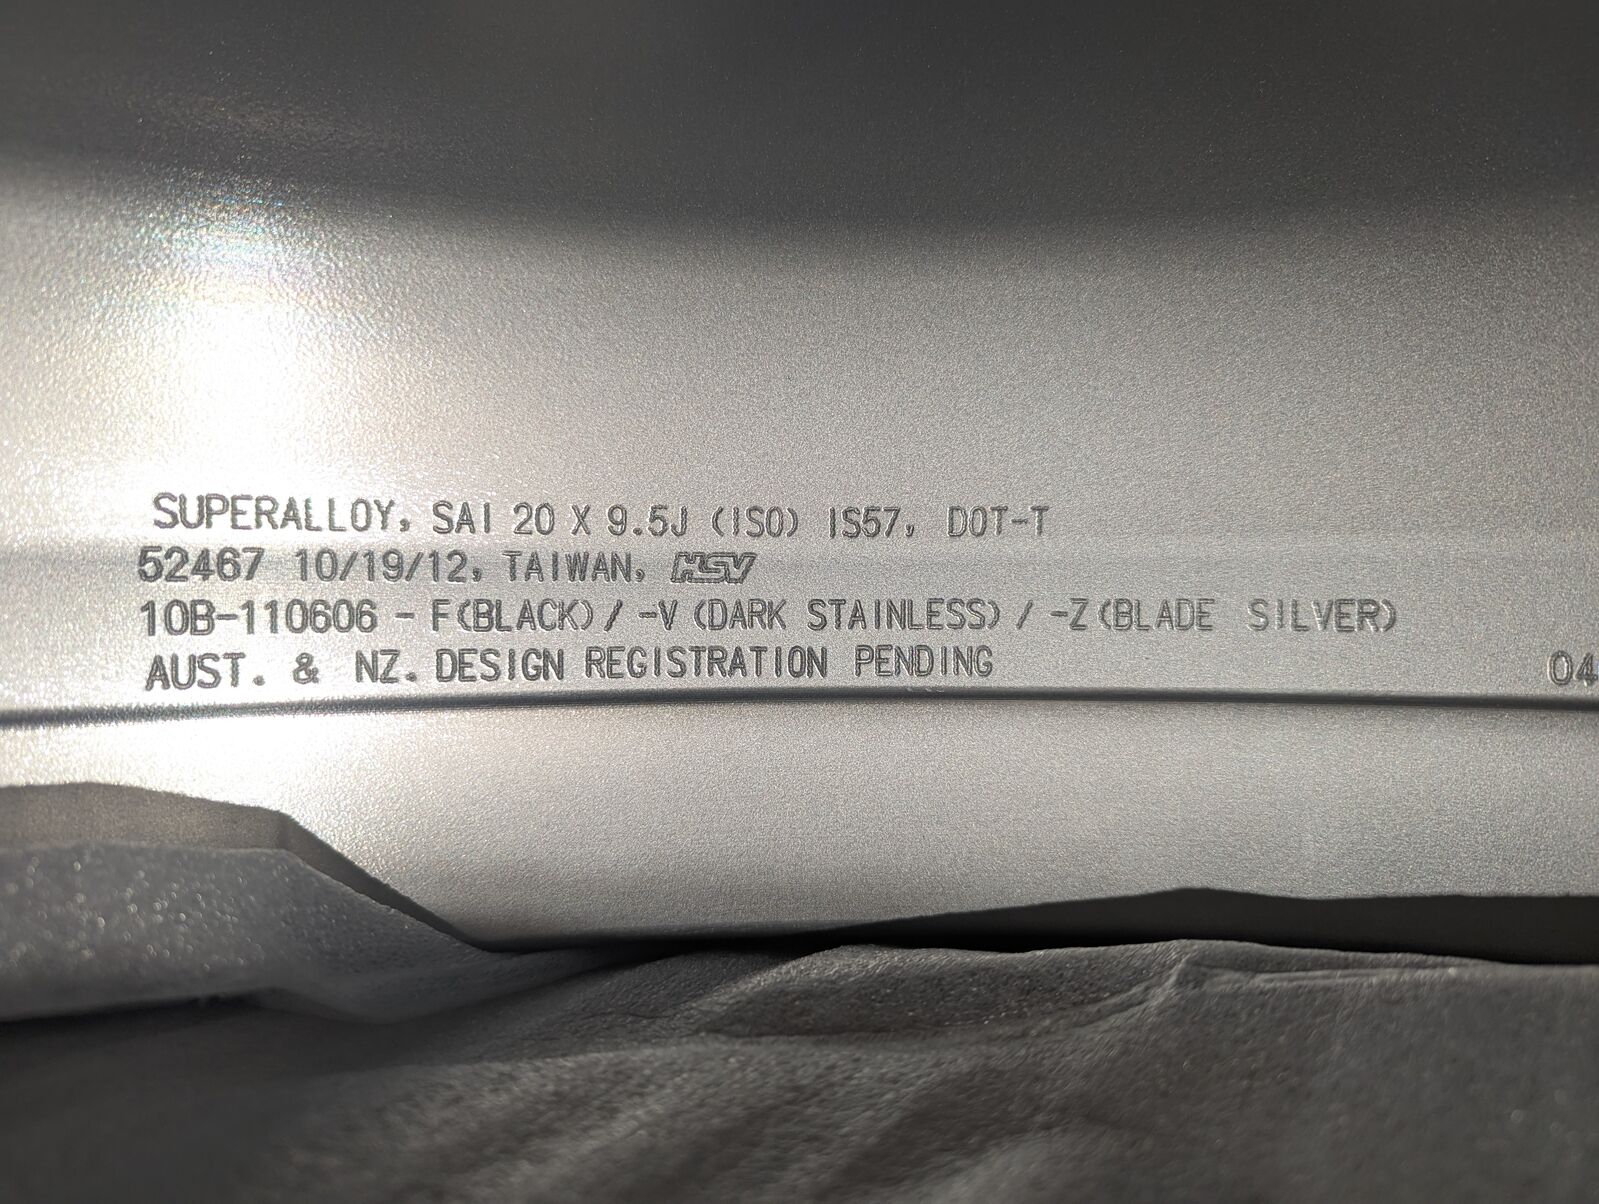 SUPERALLOY, SAI 20 X 9.5J (ISO) IS57, DOT-T
52467 10/19/12, TAIWAN, HSV
10B-110606 - F(BLACK) / -V (DARK STAINLESS) / -Z (BLADE SILVER)
AUST. & NZ. DESIGN REGISTRATION PENDING
04